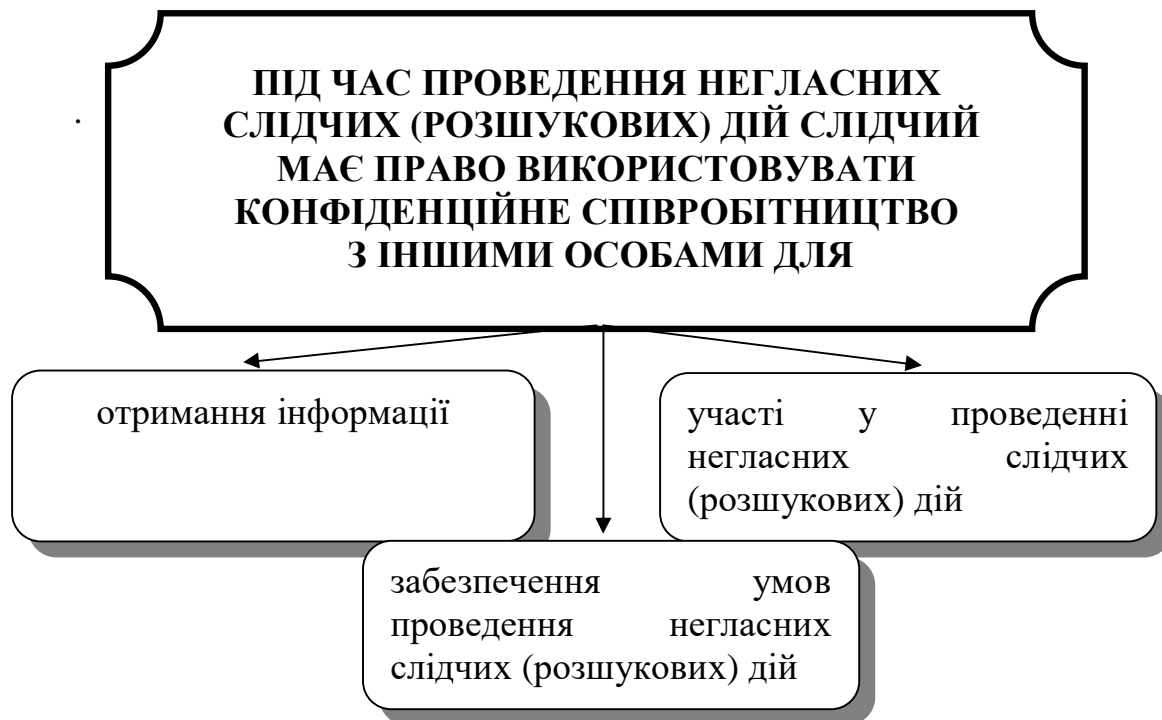 ПІД ЧАС ПРОВЕДЕННЯ НЕГЛАСНИХ
СЛІДЧИХ (РОЗШУКОВИХ) ДІЙ СЛІДЧИЙ
МАЄ ПРАВО ВИКОРИСТОВУВАТИ
КОНФІДЕНЦІЙНЕ СПІВРОБІТНИЦТВО
З ІНШИМИ ОСОБАМИ ДЛЯ
.
отримання інформації
участі у проведенні
негласних слідчих
(розшукових) дій
забезпечення умов
проведення негласних
слідчих (розшукових) дій